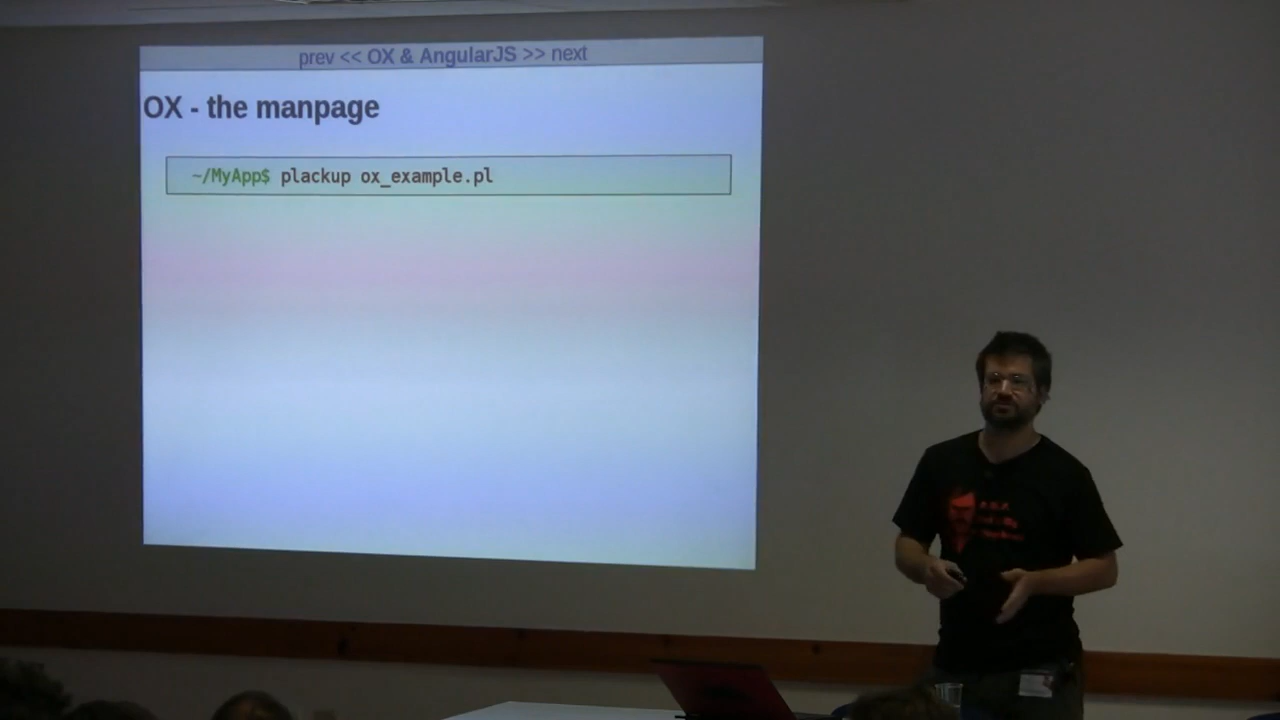 prev << OX & AngularJS >> next
OX - the manpage
~/MyApp$ plackup ox_example.pl